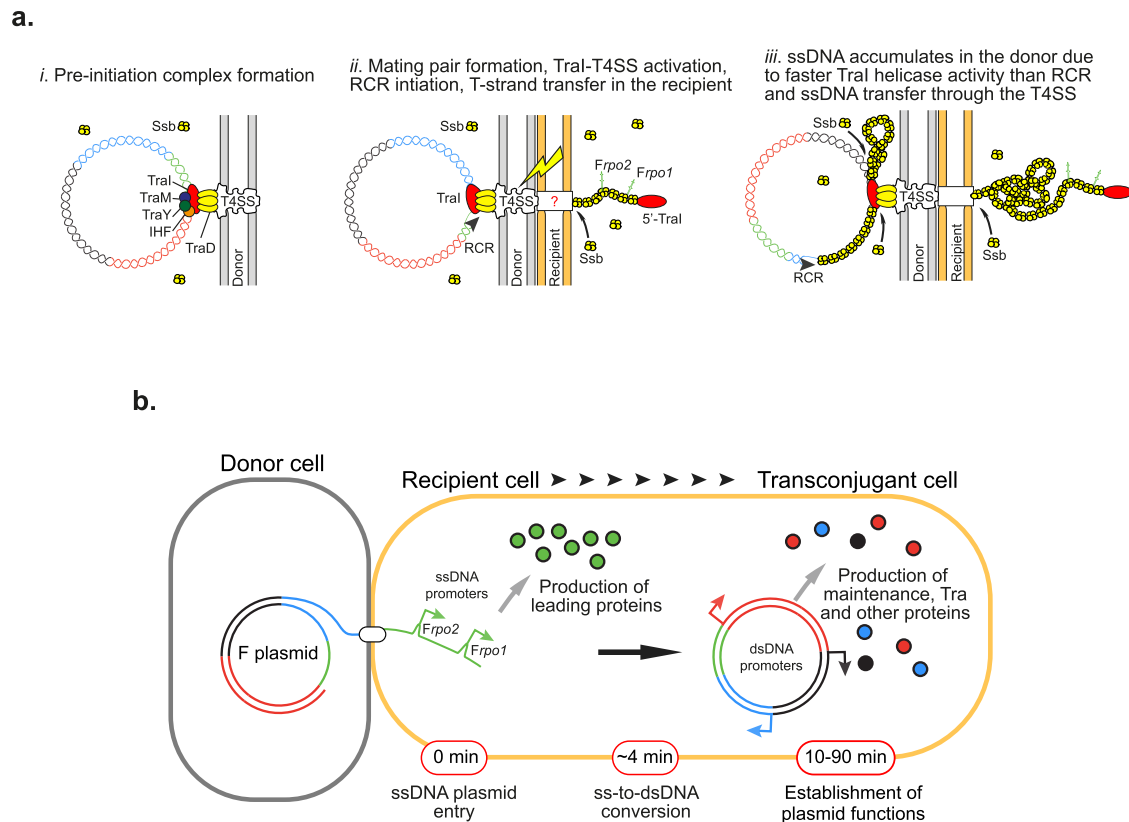 a.
i. Pre-initiation complex formation
Ssb
TraI
TraM
TraY
IHF
TraD
T4SS
Donor
ii. Mating pair formation, TraI-T4SS activation,
RCR intiation, T-strand transfer in the recipient
Ssb
TraI
RCR
T4SS
?
Donor
Recipient
Frpo2
Frpo1
5'-TraI
Ssb
iii. ssDNA accumulates in the donor due
to faster TraI helicase activity than RCR
and ssDNA transfer through the T4SS
Ssb
T4SS
RCR
Donor
Recipient
Ssb
b.
Donor cell
Recipient cell
Transconjugant cell
F plasmid
ssDNA
promoters
Frpo2
Frpo1
Production of
leading proteins
Production of
maintenance, Tra
and other proteins
dsDNA
promoters
0 min
~4 min
10-90 min
ssDNA plasmid
entry
ss-to-dsDNA
conversion
Establishment of
plasmid functions